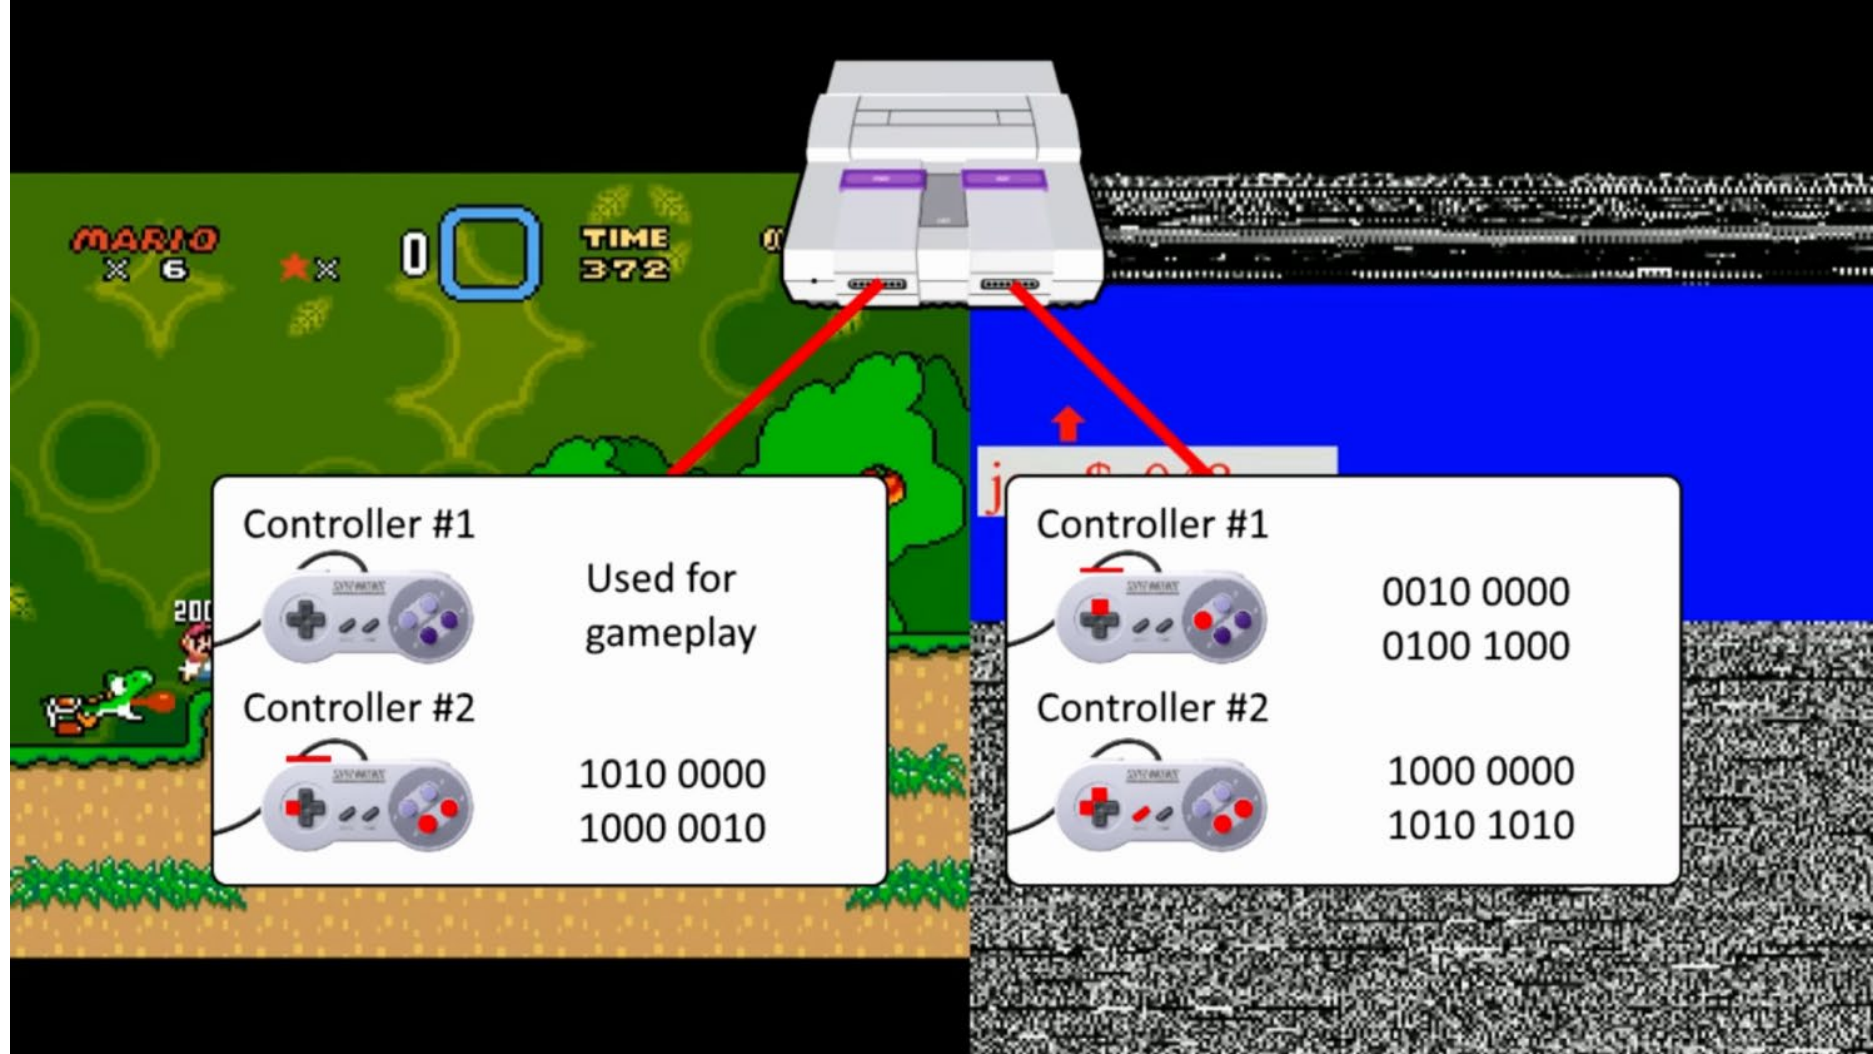 MARIO
x 6
x
0
TIME
372
200
Controller #1
Used for
gameplay
Controller #2
1010 0000
1000 0010
Controller #1
0010 0000
0100 1000
Controller #2
1000 0000
1010 1010